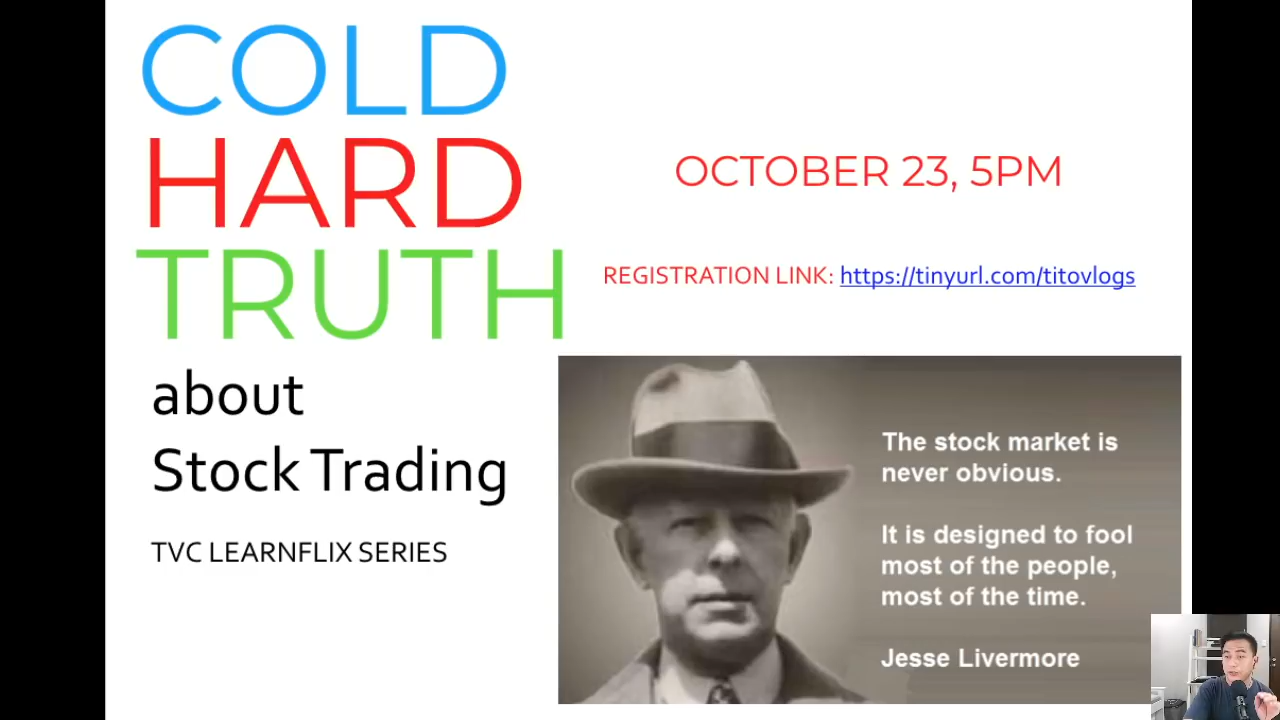 COLD
HARD
TRUTH
about
Stock Trading
TVC LEARNFLIX SERIES
OCTOBER 23, 5PM
REGISTRATION LINK: https://tinyurl.com/titovlogs
The stock market is
never obvious.
It is designed to fool
most of the people,
most of the time.
Jesse Livermore